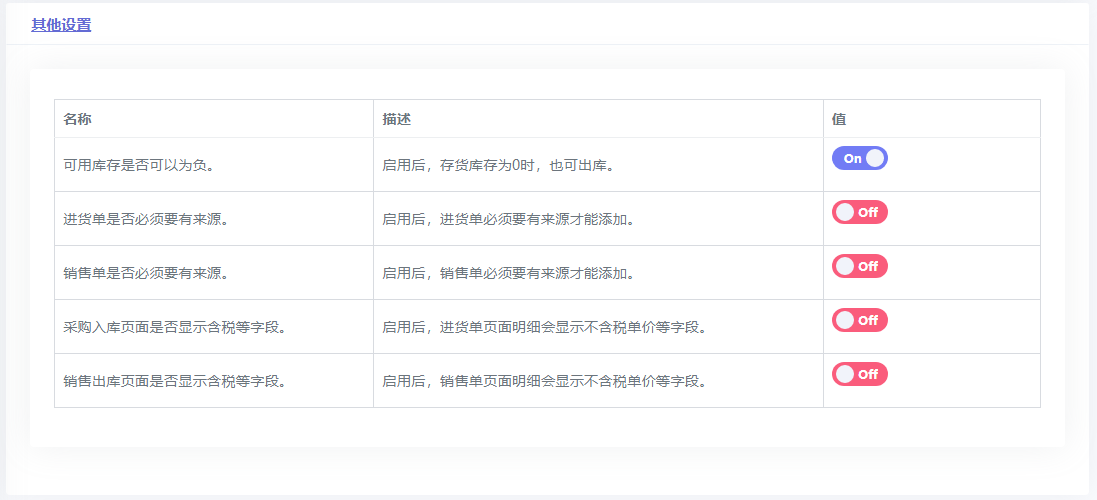 其他设置
名称 描述 值
可用库存是否可以为负。 启用后，存货库存为0时，也可出库。 On
进货单是否必须要有来源。 启用后，进货单必须要有来源才能添加。 Off
销售单是否必须要有来源。 启用后，销售单必须要有来源才能添加。 Off
采购入库页面是否显示含税等字段。 启用后，进货单页面明细会显示不含税单价等字段。 Off
销售出库页面是否显示含税等字段。 启用后，销售单页面明细会显示不含税单价等字段。 Off